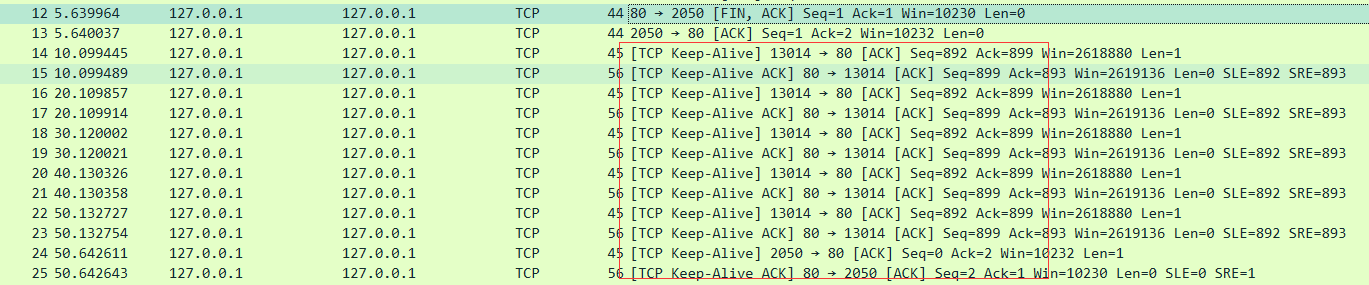 12 5.639964 127.0.0.1 127.0.0.1 TCP 44 80 → 2050 [FIN, ACK] Seq=1 Ack=1 Win=10230 Len=0
13 5.640037 127.0.0.1 127.0.0.1 TCP 44 2050 → 80 [ACK] Seq=1 Ack=2 Win=10232 Len=0
14 10.099445 127.0.0.1 127.0.0.1 TCP 45 [TCP Keep-Alive] 13014 → 80 [ACK] Seq=892 Ack=899 Win=2618880 Len=1
15 10.099489 127.0.0.1 127.0.0.1 TCP 56 [TCP Keep-Alive ACK] 80 → 13014 [ACK] Seq=899 Ack=893 Win=2619136 Len=0 SLE=892 SRE=893
16 20.109857 127.0.0.1 127.0.0.1 TCP 45 [TCP Keep-Alive] 13014 → 80 [ACK] Seq=892 Ack=899 Win=2618880 Len=1
17 20.109914 127.0.0.1 127.0.0.1 TCP 56 [TCP Keep-Alive ACK] 80 → 13014 [ACK] Seq=899 Ack=893 Win=2619136 Len=0 SLE=892 SRE=893
18 30.120002 127.0.0.1 127.0.0.1 TCP 45 [TCP Keep-Alive] 13014 → 80 [ACK] Seq=892 Ack=899 Win=2618880 Len=1
19 30.120021 127.0.0.1 127.0.0.1 TCP 56 [TCP Keep-Alive ACK] 80 → 13014 [ACK] Seq=899 Ack=893 Win=2619136 Len=0 SLE=892 SRE=893
20 40.130326 127.0.0.1 127.0.0.1 TCP 45 [TCP Keep-Alive] 13014 → 80 [ACK] Seq=892 Ack=899 Win=2618880 Len=1
21 40.130358 127.0.0.1 127.0.0.1 TCP 56 [TCP Keep-Alive ACK] 80 → 13014 [ACK] Seq=899 Ack=893 Win=2619136 Len=0 SLE=892 SRE=893
22 50.132727 127.0.0.1 127.0.0.1 TCP 45 [TCP Keep-Alive] 13014 → 80 [ACK] Seq=892 Ack=899 Win=2618880 Len=1
23 50.132754 127.0.0.1 127.0.0.1 TCP 56 [TCP Keep-Alive ACK] 80 → 13014 [ACK] Seq=899 Ack=893 Win=2619136 Len=0 SLE=892 SRE=893
24 50.642611 127.0.0.1 127.0.0.1 TCP 45 [TCP Keep-Alive] 2050 → 80 [ACK] Seq=0 Ack=2 Win=10232 Len=1
25 50.642643 127.0.0.1 127.0.0.1 TCP 56 [TCP Keep-Alive ACK] 80 → 2050 [ACK] Seq=2 Ack=1 Win=10230 Len=0 SLE=0 SRE=1